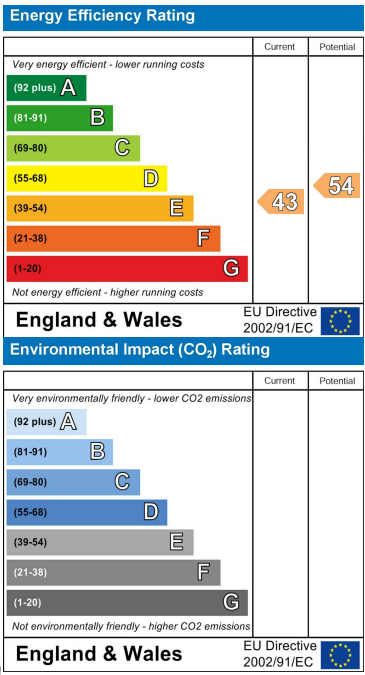 Energy Efficiency Rating
Current Potential
Very energy efficient - lower running costs
(92 plus) A
(81-91) B
(69-80) C
(55-68) D
(39-54) E
(21-38) F
(1-20) G
43
54
Not energy efficient - higher running costs
England & Wales
EU Directive
2002/91/EC
Environmental Impact (CO₂) Rating
Current Potential
Very environmentally friendly - lower CO2 emissions
(92 plus) A
(81-91) B
(69-80) C
(55-68) D
(39-54) E
(21-38) F
(1-20) G
Not environmentally friendly - higher CO2 emissions
England & Wales
EU Directive
2002/91/EC